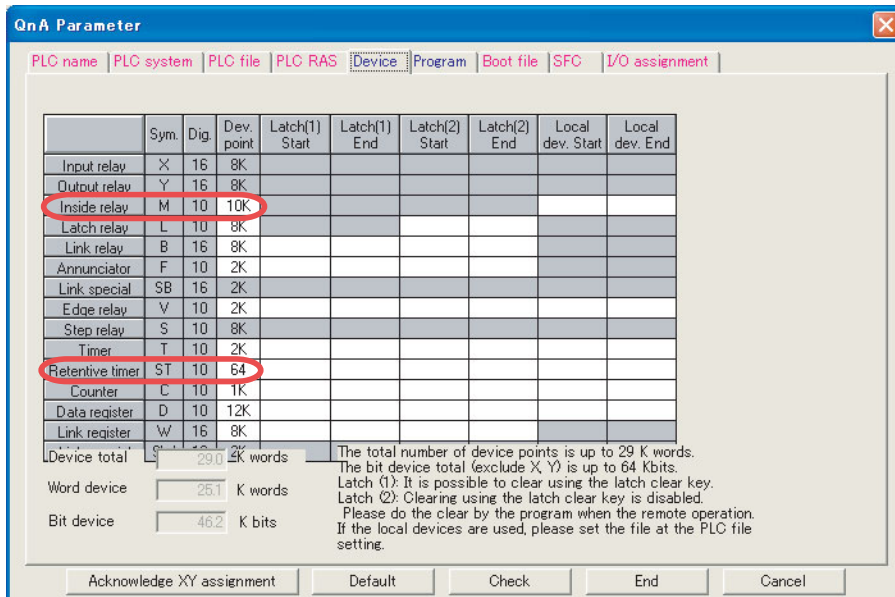 QnA Parameter
PLC name PLC system PLC file PLC RAS Device Program Boot file SFC I/O assignment
Sym. Dig. Dev. point Latch(1) Start Latch(1) End Latch(2) Start Latch(2) End Local dev. Start Local dev. End
Input relay X 16 8K
Output relay Y 16 8K
Inside relay M 10 10K
Latch relay L 10 8K
Link relay B 16 8K
Annunciator F 10 2K
Link special SB 16 2K
Edge relay V 10 2K
Step relay S 10 8K
Timer T 10 2K
Retentive timer ST 10 64
Counter C 10 1K
Data register D 10 12K
Link register W 16 8K
2K
Device total 29.0 K words
Word device 25.1 K words
Bit device 46.2 K bits
The total number of device points is up to 29 K words.
The bit device total (exclude X, Y) is up to 64 Kbits.
Latch (1): It is possible to clear using the latch clear key.
Latch (2): Clearing using the latch clear key is disabled.
Please do the clear by the program when the remote operation.
If the local devices are used, please set the file at the PLC file
setting.
Acknowledge XY assignment Default Check End Cancel